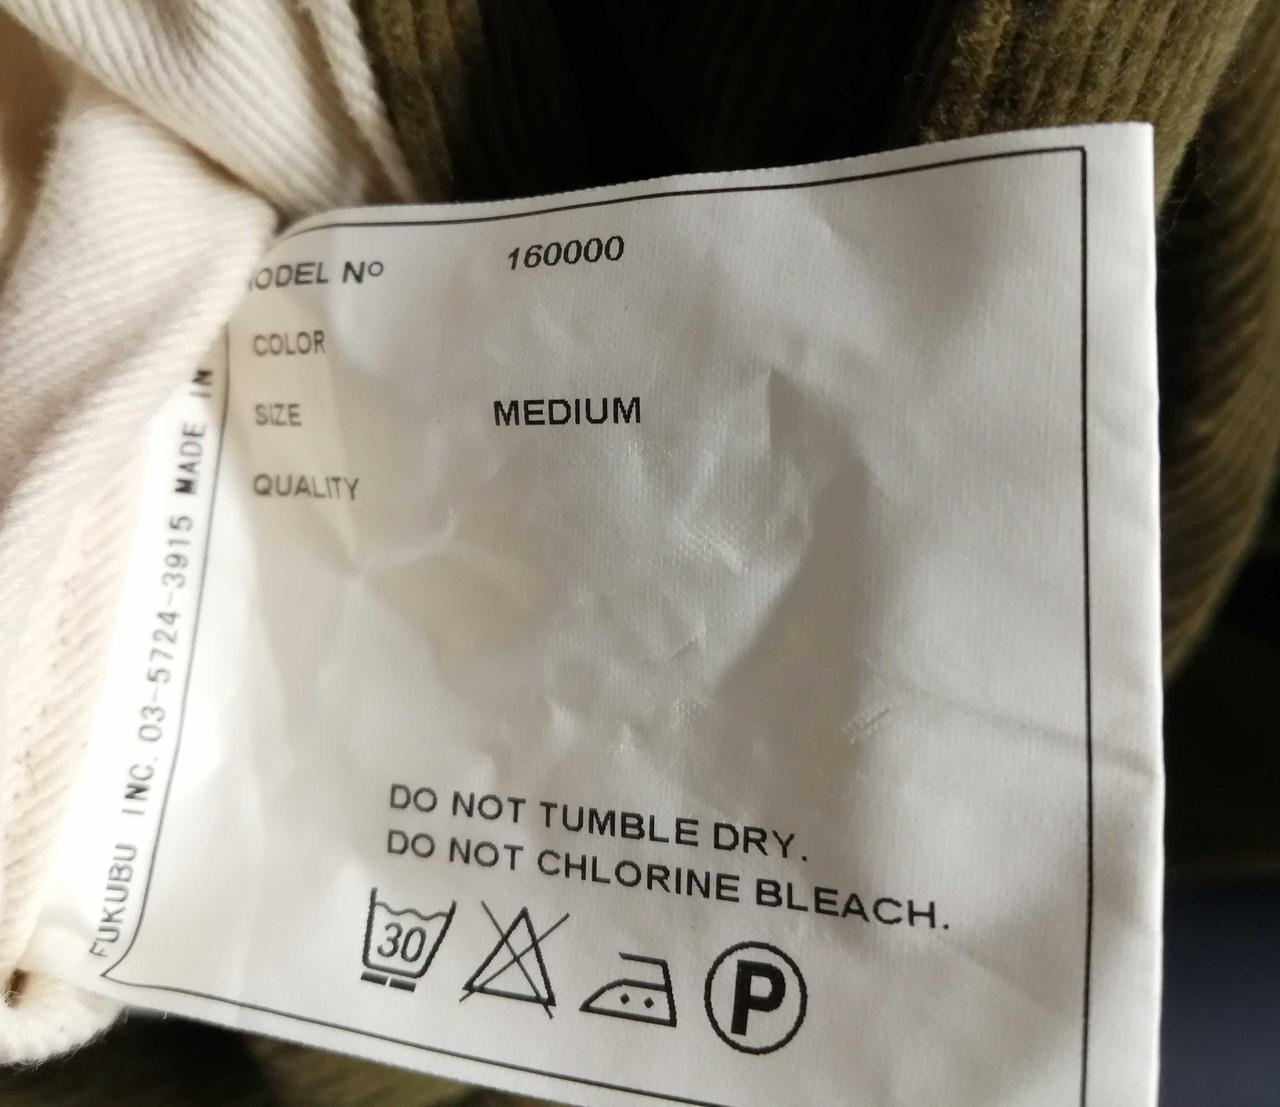 MODEL Nº 160000
COLOR
SIZE MEDIUM
QUALITY
DO NOT TUMBLE DRY.
DO NOT CHLORINE BLEACH.
30
P
FUKUBU INC. 03-5724-3915 MADE IN